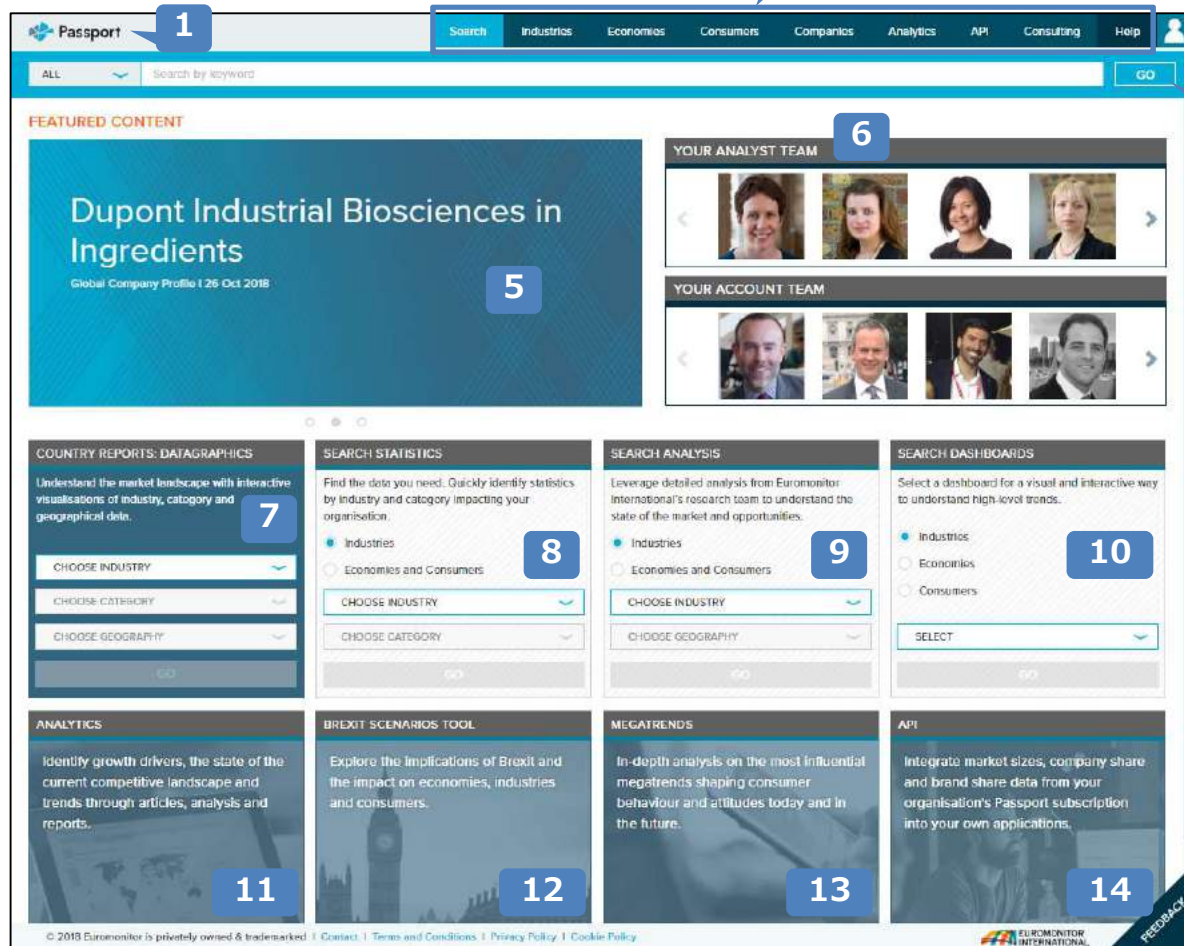 Passport
1
Search Industries Economies Consumers Companies Analytics API Consulting Help
ALL Search by keyword GO
FEATURED CONTENT
Dupont Industrial Biosciences in
Ingredients
Global Company Profile | 26 Oct 2018
5
YOUR ANALYST TEAM
6
YOUR ACCOUNT TEAM
COUNTRY REPORTS: DATAGRAPHICS
Understand the market landscape with interactive
visualisations of industry, category and
geographical data.
7
CHOOSE INDUSTRY
CHOOSE CATEGORY
CHOOSE GEOGRAPHY
GO
SEARCH STATISTICS
Find the data you need. Quickly identify statistics
by industry and category impacting your
organisation.
Industries
Economies and Consumers
8
CHOOSE INDUSTRY
CHOOSE CATEGORY
GO
SEARCH ANALYSIS
Leverage detailed analysis from Euromonitor
International's research team to understand the
state of the market and opportunities.
Industries
Economies and Consumers
9
CHOOSE INDUSTRY
CHOOSE GEOGRAPHY
GO
SEARCH DASHBOARDS
Select a dashboard for a visual and interactive way
to understand high-level trends.
Industries
Economies
Consumers
10
SELECT
GO
ANALYTICS
Identify growth drivers, the state of the
current competitive landscape and
trends through articles, analysis and
reports.
11
BREXIT SCENARIOS TOOL
Explore the implications of Brexit and
the impact on economies, industries
and consumers.
12
MEGATRENDS
In-depth analysis on the most influential
megatrends shaping consumer
behaviour and attitudes today and in
the future.
13
API
Integrate market sizes, company share
and brand share data from your
organisation's Passport subscription
into your own applications.
14
FEEDBACK
© 2018 Euromonitor is privately owned & trademarked | Contact | Terms and Conditions | Privacy Policy | Cookie Policy
EUROMONITOR
INTERNATIONAL